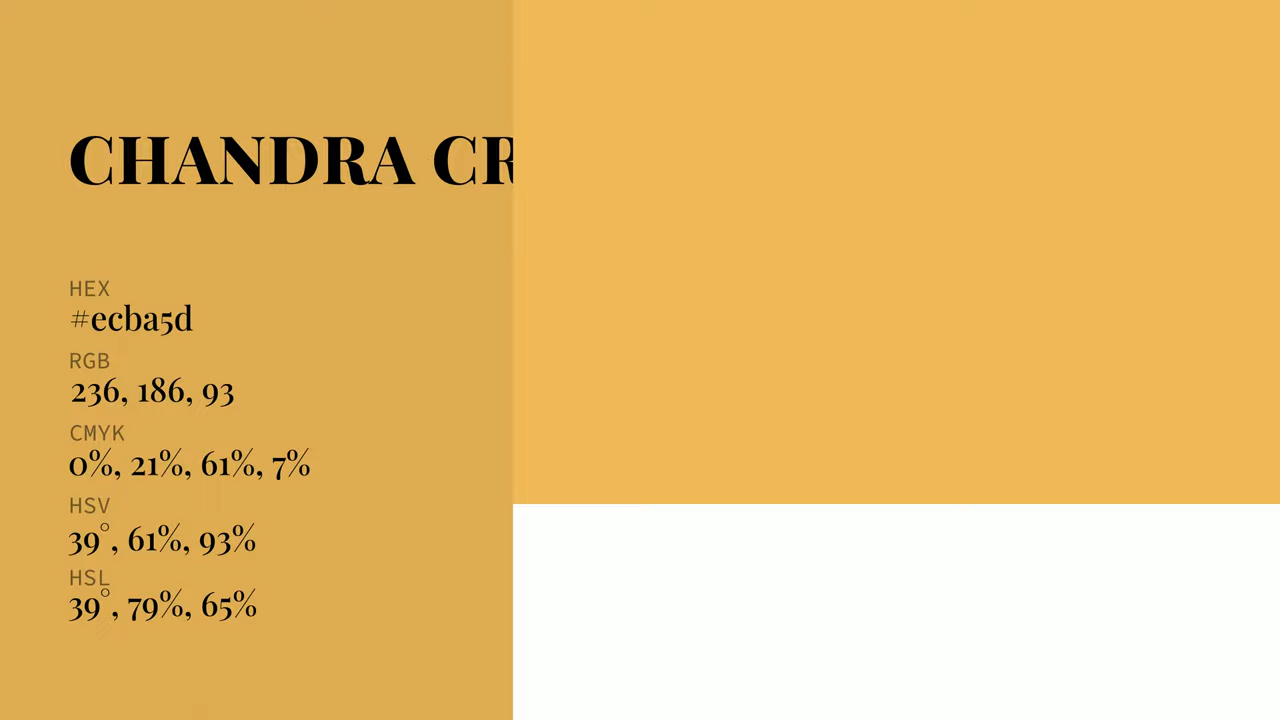 CHANDRA CR
HEX
#ecba5d
RGB
236, 186, 93
CMYK
0%, 21%, 61%, 7%
HSV
39°, 61%, 93%
HSL
39°, 79%, 65%